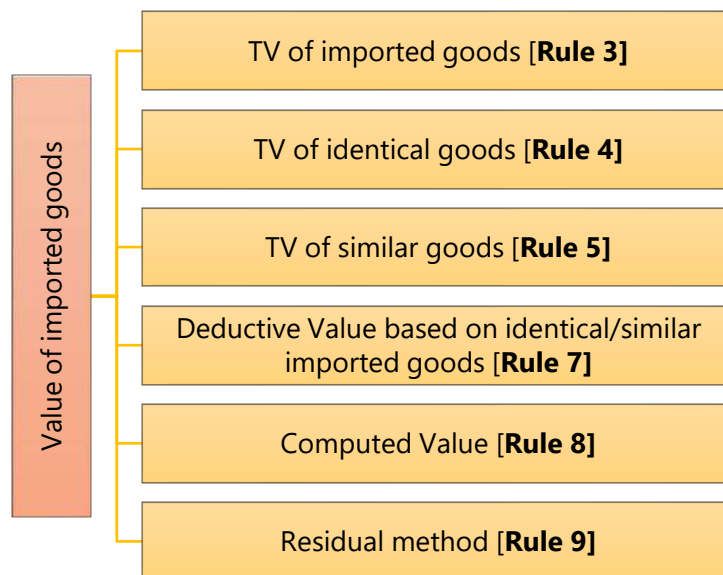 Value of imported goods
TV of imported goods [Rule 3]
TV of identical goods [Rule 4]
TV of similar goods [Rule 5]
Deductive Value based on identical/similar
imported goods [Rule 7]
Computed Value [Rule 8]
Residual method [Rule 9]